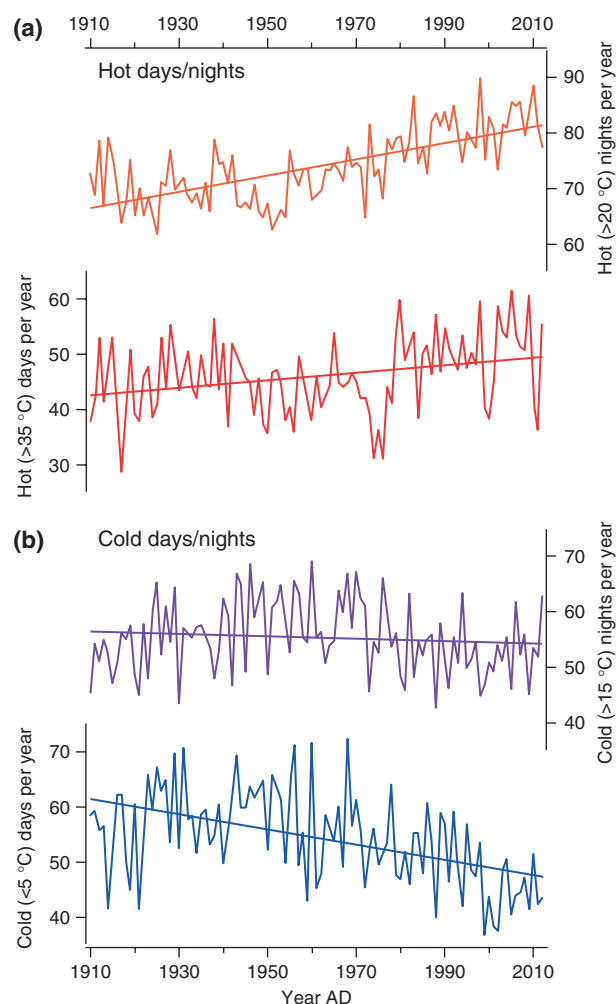 (a)
1910 1930 1950 1970 1990 2010
Hot days/nights
90
80
70
60
Hot (>20 °C) nights per year
60
50
40
30
Hot (>35 °C) days per year
(b)
Cold days/nights
70
60
50
40
Cold (>15 °C) nights per year
70
60
50
40
Cold (<5 °C) days per year
1910 1930 1950 1970 1990 2010
Year AD